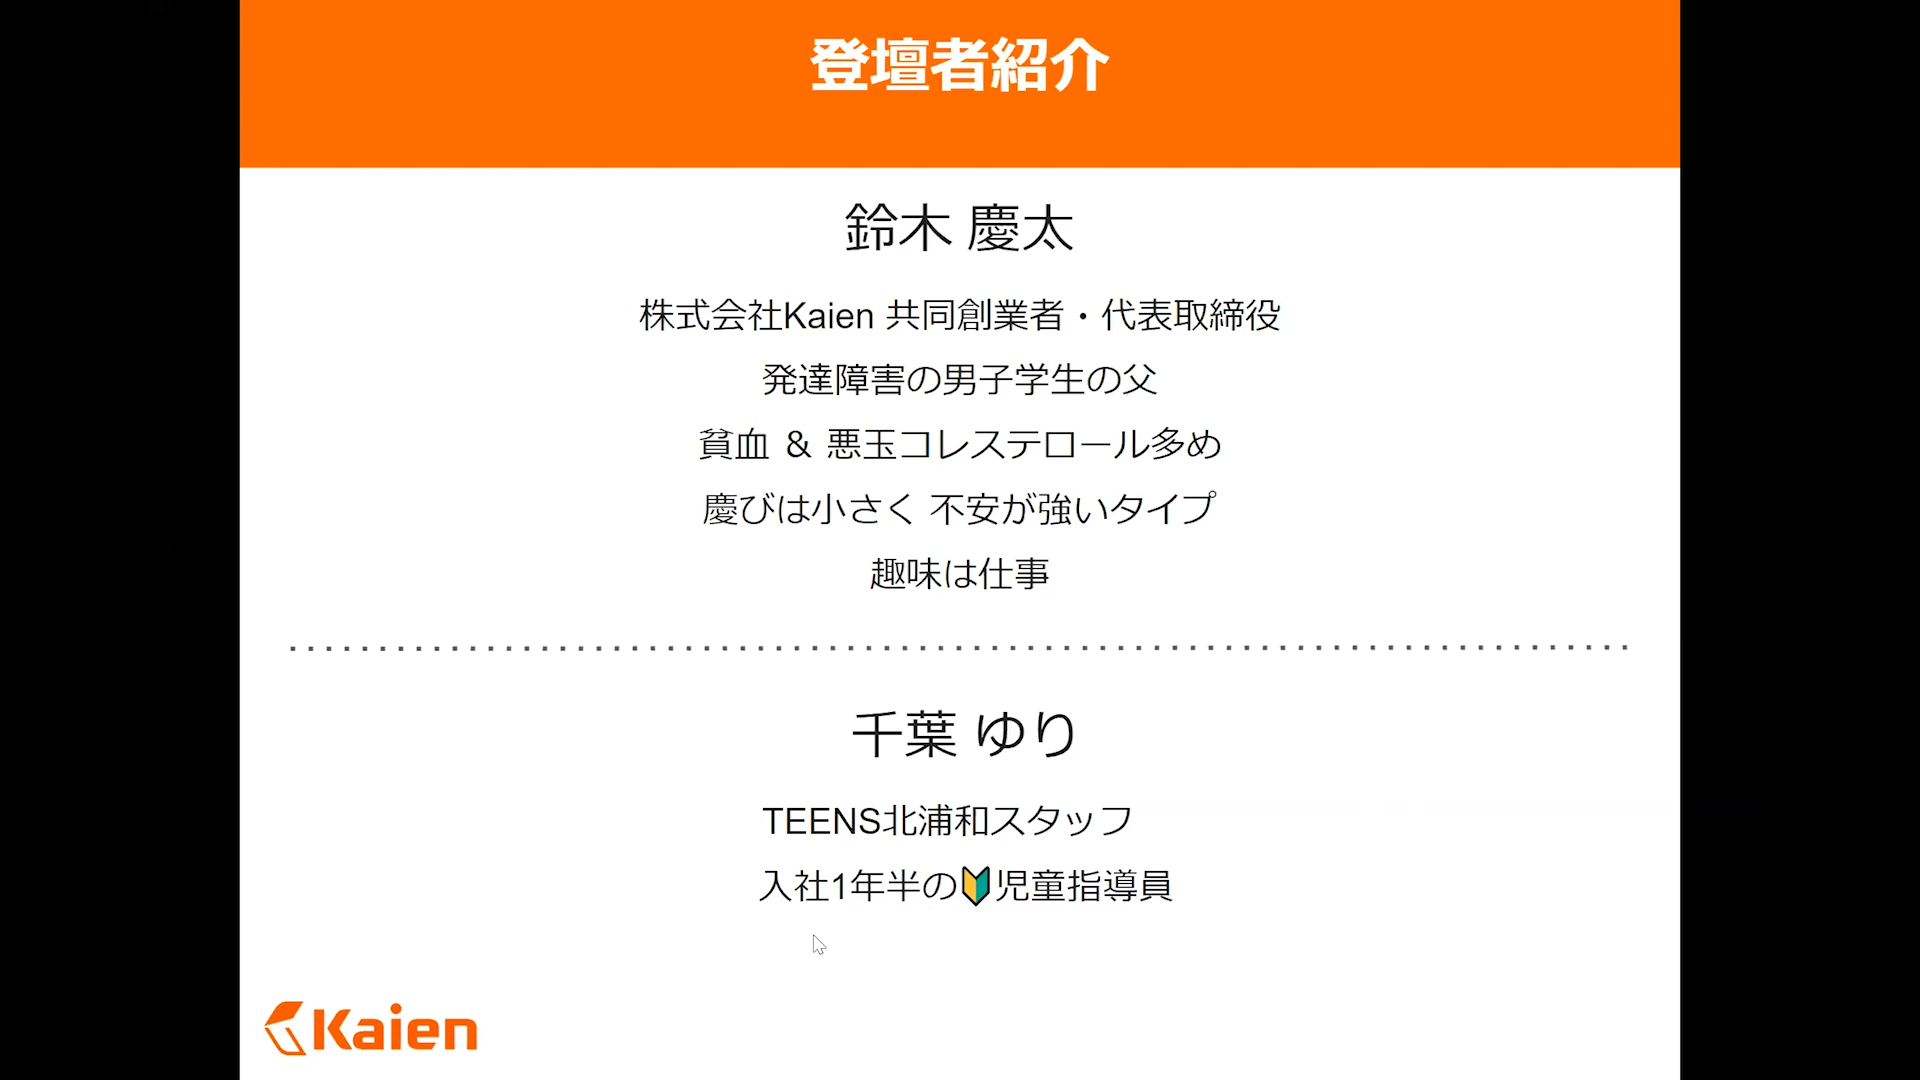 登壇者紹介
鈴木 慶太
株式会社Kaien 共同創業者・代表取締役
発達障害の男子学生の父
貧血 & 悪玉コレステロール多め
慶びは小さく 不安が強いタイプ
趣味は仕事
千葉 ゆり
TEENS北浦和スタッフ
入社1年半の🔰児童指導員
Kaien